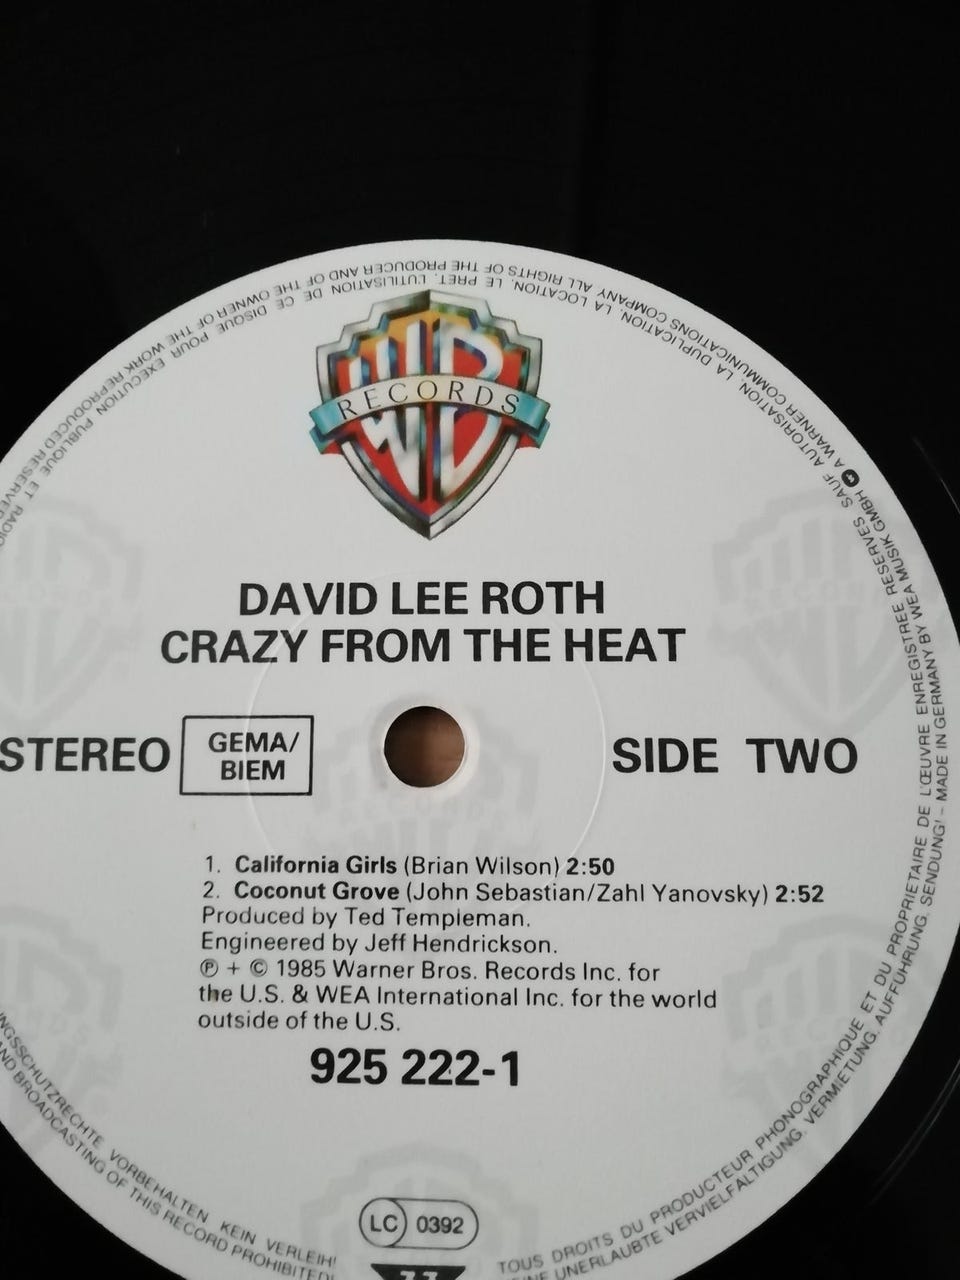 WB
RECORDS
DAVID LEE ROTH
CRAZY FROM THE HEAT
STEREO
GEMA/
BIEM
SIDE TWO
1. California Girls (Brian Wilson) 2:50
2. Coconut Grove (John Sebastian/Zahl Yanovsky) 2:52
Produced by Ted Templeman.
Engineered by Jeff Hendrickson.
℗ + © 1985 Warner Bros. Records Inc. for
the U.S. & WEA International Inc. for the world
outside of the U.S.
925 222-1
LC 0392
33
TOUS DROITS DU PRODUCTEUR PHONOGRAPHIQUE ET DU PROPRIETAIRE DE L'ŒUVRE ENREGISTREE RESERVES SAUF AUTORISATION, LA DUPLICATION, LA LOCATION, LE PRET, L'UTILISATION DE CE DISQUE POUR EXECUTION PUBLIQUE ET RADIO
UNERLAUBTE VERVIELFALTIGUNG, VERMIETUNG, AUFFÜHRUNG, SENDUNG! - MADE IN GERMANY BY WEA MUSIK GMBH A WARNER COMMUNICATIONS COMPANY ALL RIGHTS OF THE PRODUCER AND OF THE OWNER OF THE WORK REPRODUCED RESERVED
NGSSCHUTZRECHTE VORBEHALTEN KEIN VERLEIH!
AND BROADCASTING OF THIS RECORD PROHIBITED!